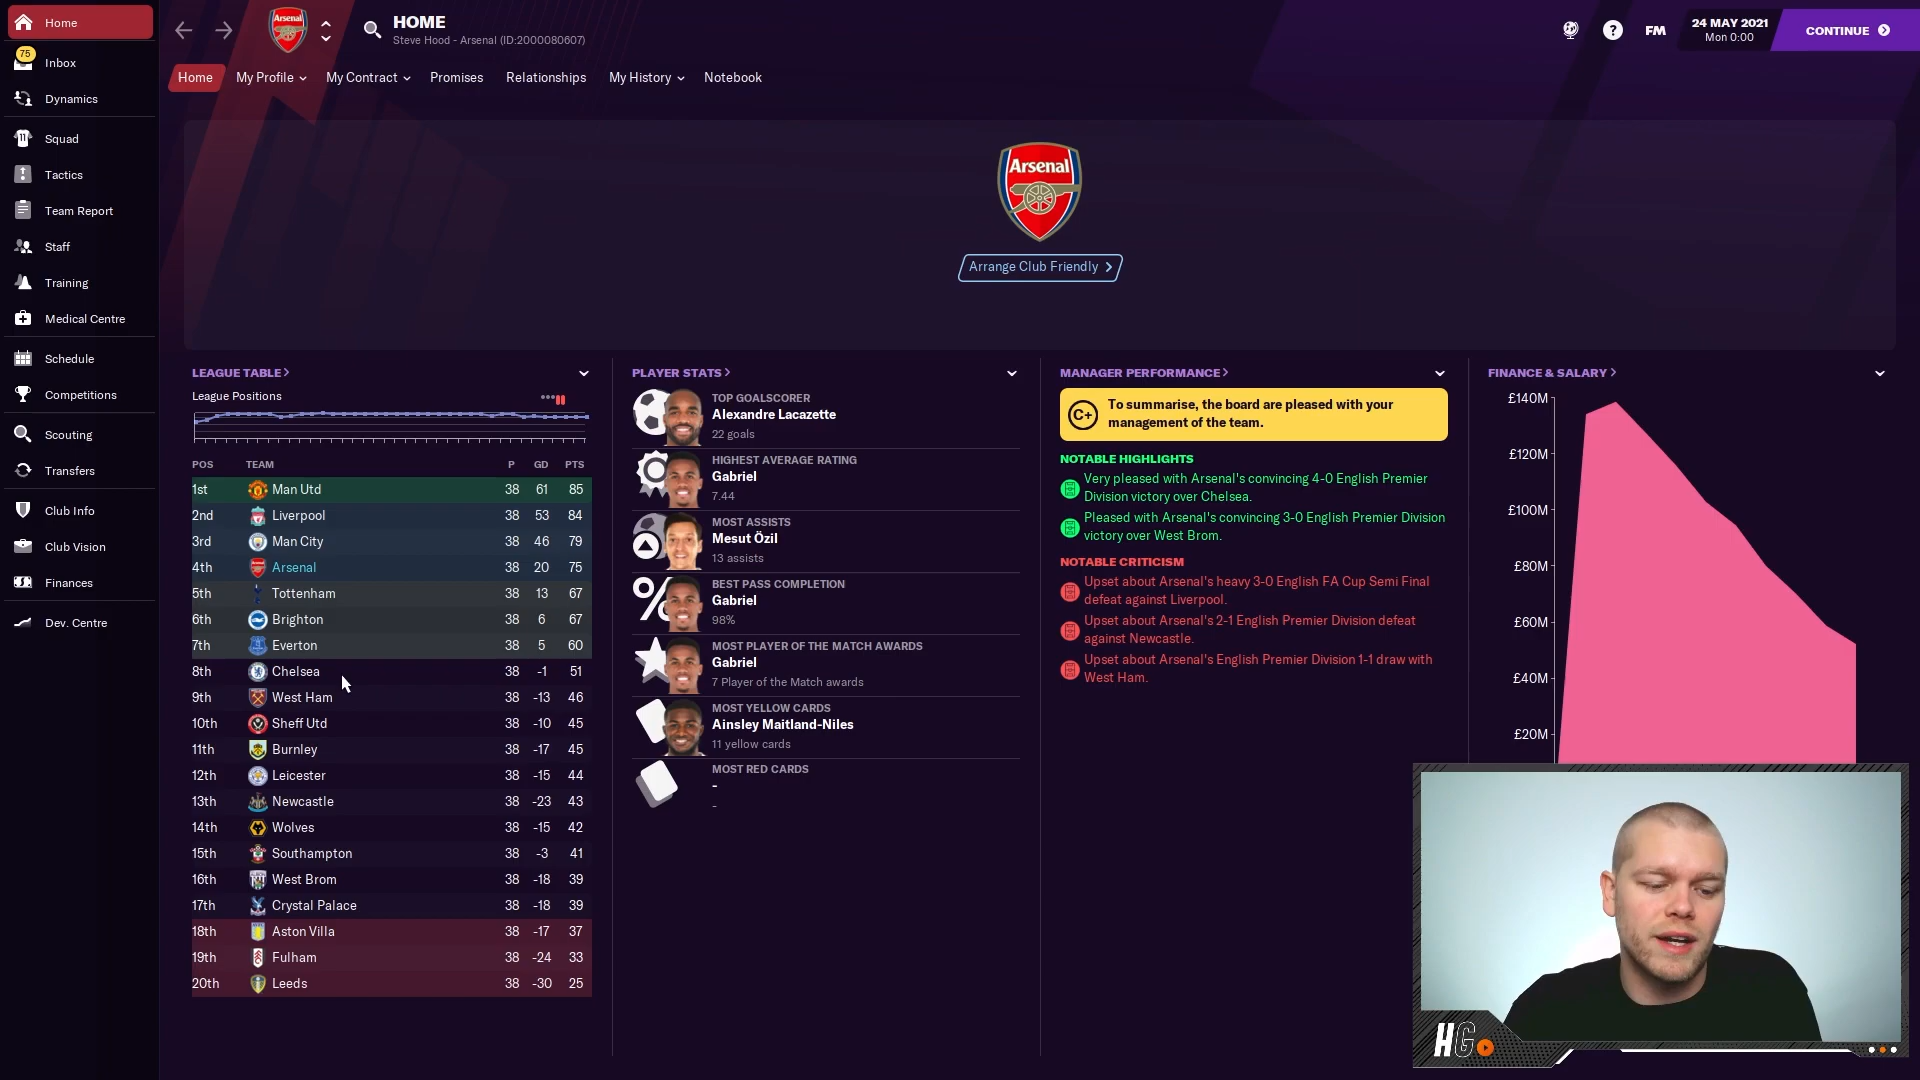 Home
75
Inbox
Dynamics
Squad
Tactics
Team Report
Staff
Training
Medical Centre
Schedule
Competitions
Scouting
Transfers
Club Info
Club Vision
Finances
Dev. Centre
Arsenal
HOME
Steve Hood - Arsenal (ID:2000080607)
?
FM
24 MAY 2021
Mon 0:00
CONTINUE
Home
My Profile
My Contract
Promises
Relationships
My History
Notebook
Arsenal
Arrange Club Friendly
LEAGUE TABLE
League Positions
POS TEAM P GD PTS
1st Man Utd 38 61 85
2nd Liverpool 38 53 84
3rd Man City 38 46 79
4th Arsenal 38 20 75
5th Tottenham 38 13 67
6th Brighton 38 6 67
7th Everton 38 5 60
8th Chelsea 38 -1 51
9th West Ham 38 -13 46
10th Sheff Utd 38 -10 45
11th Burnley 38 -17 45
12th Leicester 38 -15 44
13th Newcastle 38 -23 43
14th Wolves 38 -15 42
15th Southampton 38 -3 41
16th West Brom 38 -18 39
17th Crystal Palace 38 -18 39
18th Aston Villa 38 -17 37
19th Fulham 38 -24 33
20th Leeds 38 -30 25
PLAYER STATS
TOP GOALSCORER
Alexandre Lacazette
22 goals
HIGHEST AVERAGE RATING
Gabriel
7.44
MOST ASSISTS
Mesut Özil
13 assists
BEST PASS COMPLETION
Gabriel
98%
MOST PLAYER OF THE MATCH AWARDS
Gabriel
7 Player of the Match awards
MOST YELLOW CARDS
Ainsley Maitland-Niles
11 yellow cards
MOST RED CARDS
-
-
MANAGER PERFORMANCE
C+
To summarise, the board are pleased with your
management of the team.
NOTABLE HIGHLIGHTS
Very pleased with Arsenal's convincing 4-0 English Premier
Division victory over Chelsea.
Pleased with Arsenal's convincing 3-0 English Premier Division
victory over West Brom.
NOTABLE CRITICISM
Upset about Arsenal's heavy 3-0 English FA Cup Semi Final
defeat against Liverpool.
Upset about Arsenal's 2-1 English Premier Division defeat
against Newcastle.
Upset about Arsenal's English Premier Division 1-1 draw with
West Ham.
FINANCE & SALARY
£140M
£120M
£100M
£80M
£60M
£40M
£20M
HG